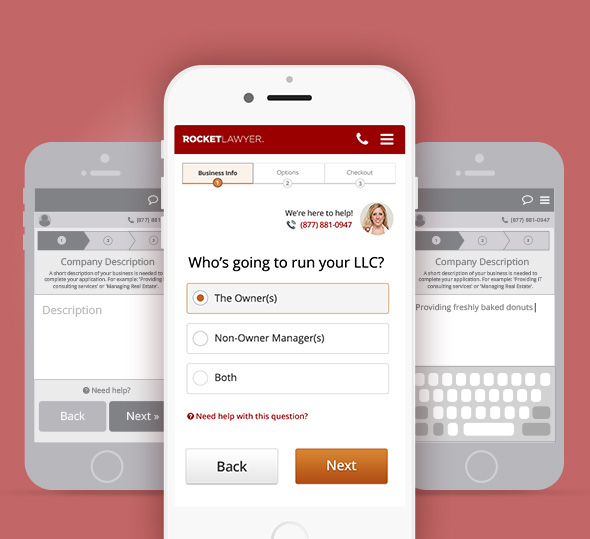 ROCKETLAWYER.
Business Info
Options
Checkout
1
2
3
We're here to help!
(877) 881-0947
Who's going to run your LLC?
The Owner(s)
Non-Owner Manager(s)
Both
Need help with this question?
Back
Next
(877) 881-
1
2
3
Company Description
A short description of your business is needed to
complete your application. For example: 'Providing IT
consulting services' or 'Managing Real Estate'.
Description
Need help?
Back
Next »
(877) 881-0947
2
3
Company Description
A short description of your business is needed to
complete your application. For example: 'Providing IT
consulting services' or 'Managing Real Estate'.
Providing freshly baked donuts